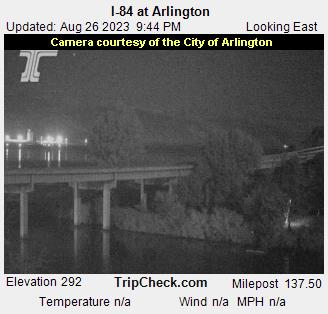 I-84 at Arlington
Updated: Aug 26 2023 9:44 PM Looking East
Camera courtesy of the City of Arlington
Elevation 292 TripCheck.com Milepost 137.50
Temperature n/a Wind n/a MPH n/a